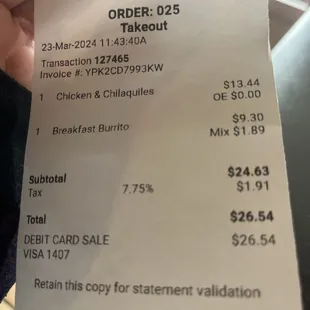 ORDER: 025
Takeout
23-Mar-2024 11:43:40A
Transaction 127465
Invoice #: YPK2CD7993KW
1 Chicken & Chilaquiles $13.44
OE $0.00
1 Breakfast Burrito $9.30
Mix $1.89
Subtotal $24.63
Tax 7.75% $1.91
Total $26.54
DEBIT CARD SALE $26.54
VISA 1407
Retain this copy for statement validation